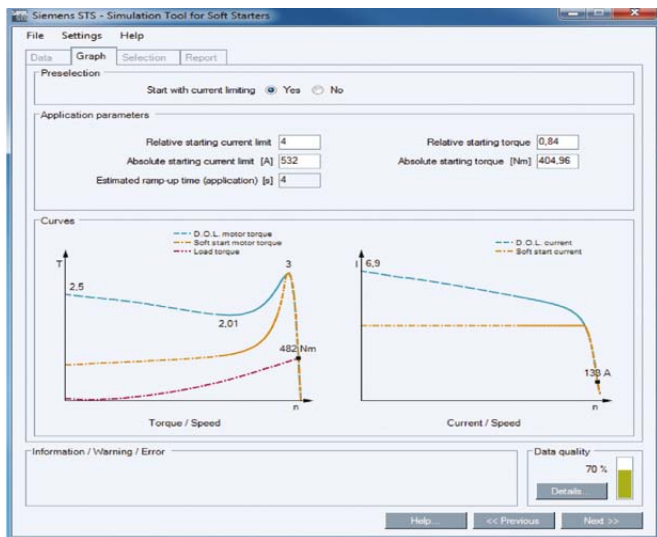 Siemens STS - Simulation Tool for Soft Starters
File Settings Help
Data Graph Selection Report
Preselection
Start with current limiting Yes No
Application parameters
Relative starting current limit 4
Relative starting torque 0,84
Absolute starting current limit [A] 532
Absolute starting torque [Nm] 404,96
Estimated ramp-up time (application) [s] 4
Curves
D.O.L. motor torque
Soft start motor torque
Load torque
T
2,5
2,01
3
482 Nm
n
Torque / Speed
D.O.L. current
Soft start current
I
6,9
133 A
n
Current / Speed
Information / Warning / Error
Data quality
70 %
Details...
Help... << Previous Next >>